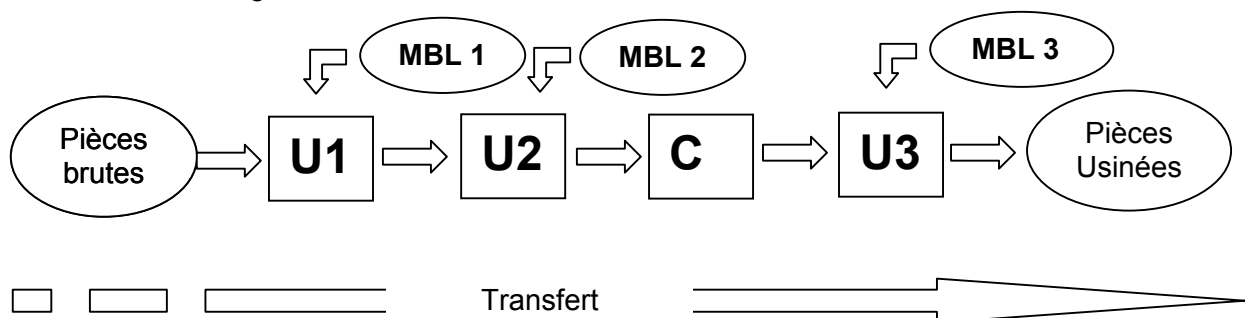 MBL 1
MBL 2
MBL 3
Pièces
brutes
U1
U2
C
U3
Pièces
Usinées
Transfert